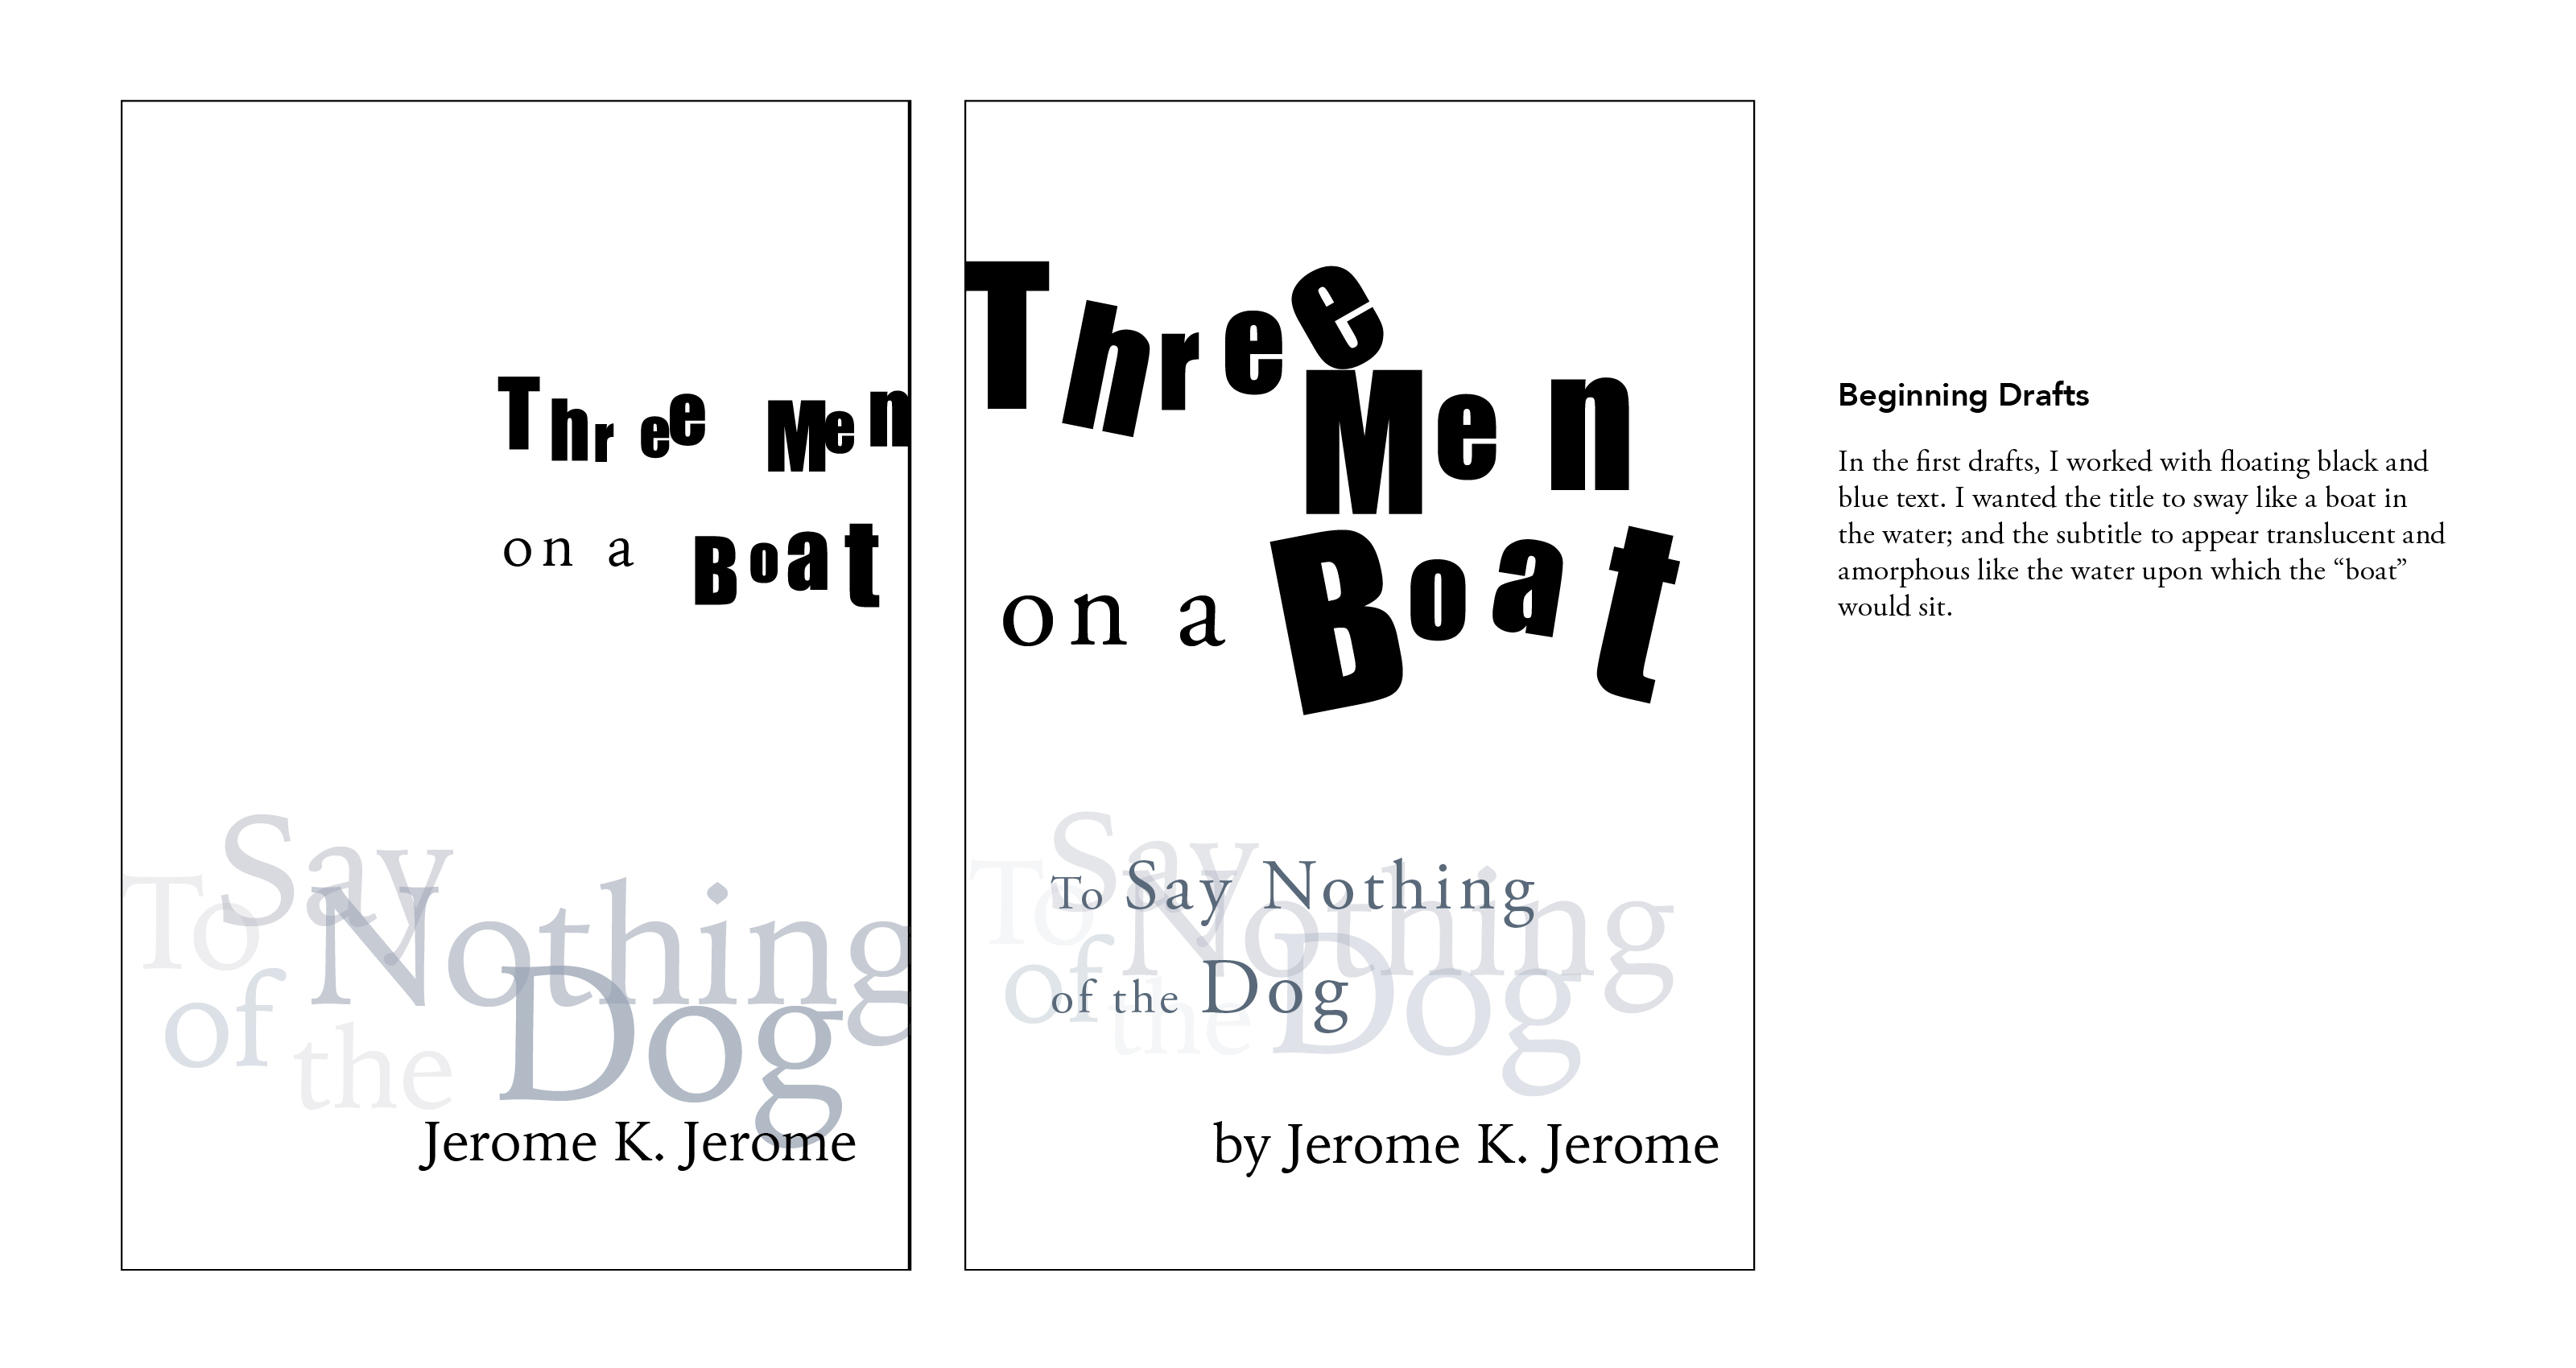 Three Men
on a Boat
To Say Nothing
of the Dog
Jerome K. Jerome
Three
Men
on a Boat
To Say Nothing
of the Dog
To Say Nothing
of the Dog
by Jerome K. Jerome
Beginning Drafts
In the first drafts, I worked with floating black and
blue text. I wanted the title to sway like a boat in
the water; and the subtitle to appear translucent and
amorphous like the water upon which the “boat”
would sit.